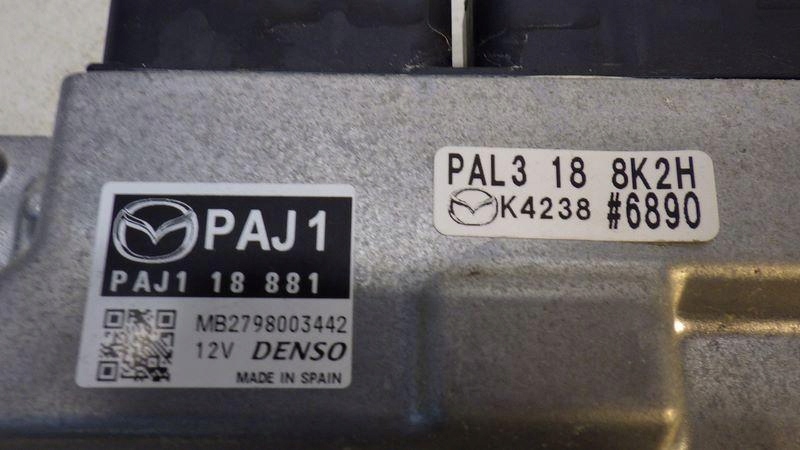 PAL3 18 8K2H
K4238 #6890
PAJ1
PAJ1 18 881
MB2798003442
12V DENSO
MADE IN SPAIN